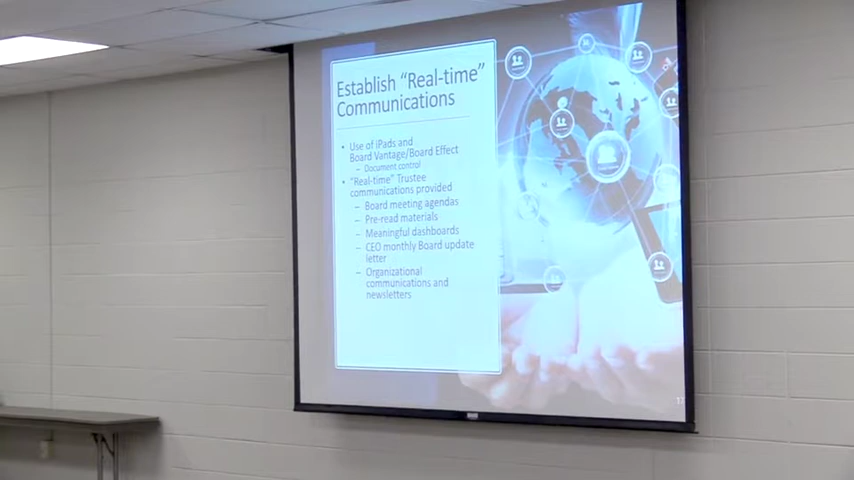 Establish “Real-time”
Communications
• Use of iPads and
Board Vantage/Board Effect
– Document control
• “Real-time” Trustee
communications provided
– Board meeting agendas
– Pre-read materials
– Meaningful dashboards
– CEO monthly Board update
letter
– Organizational
communications and
newsletters